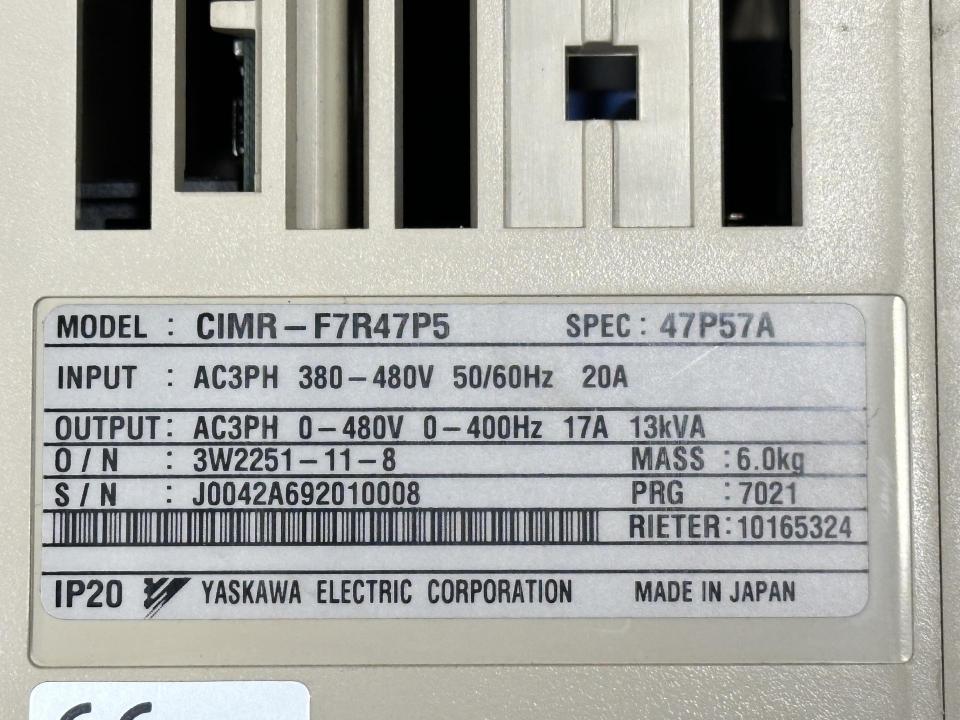 MODEL : CIMR-F7R47P5 SPEC: 47P57A
INPUT : AC3PH 380-480V 50/60Hz 20A
OUTPUT: AC3PH 0-480V 0-400Hz 17A 13kVA
O/N : 3W2251-11-8 MASS :6.0kg
S/N : J0042A692010008 PRG :7021
RIETER:10165324
IP20 YASKAWA ELECTRIC CORPORATION MADE IN JAPAN